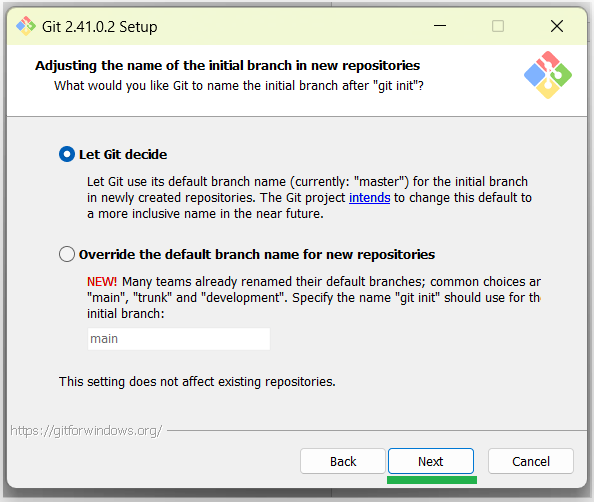 Git 2.41.0.2 Setup
Adjusting the name of the initial branch in new repositories
What would you like Git to name the initial branch after "git init"?
Let Git decide
Let Git use its default branch name (currently: "master") for the initial branch
in newly created repositories. The Git project intends to change this default to
a more inclusive name in the near future.
Override the default branch name for new repositories
NEW! Many teams already renamed their default branches; common choices ar
"main", "trunk" and "development". Specify the name "git init" should use for the
initial branch:
main
This setting does not affect existing repositories.
https://gitforwindows.org/
Back
Next
Cancel